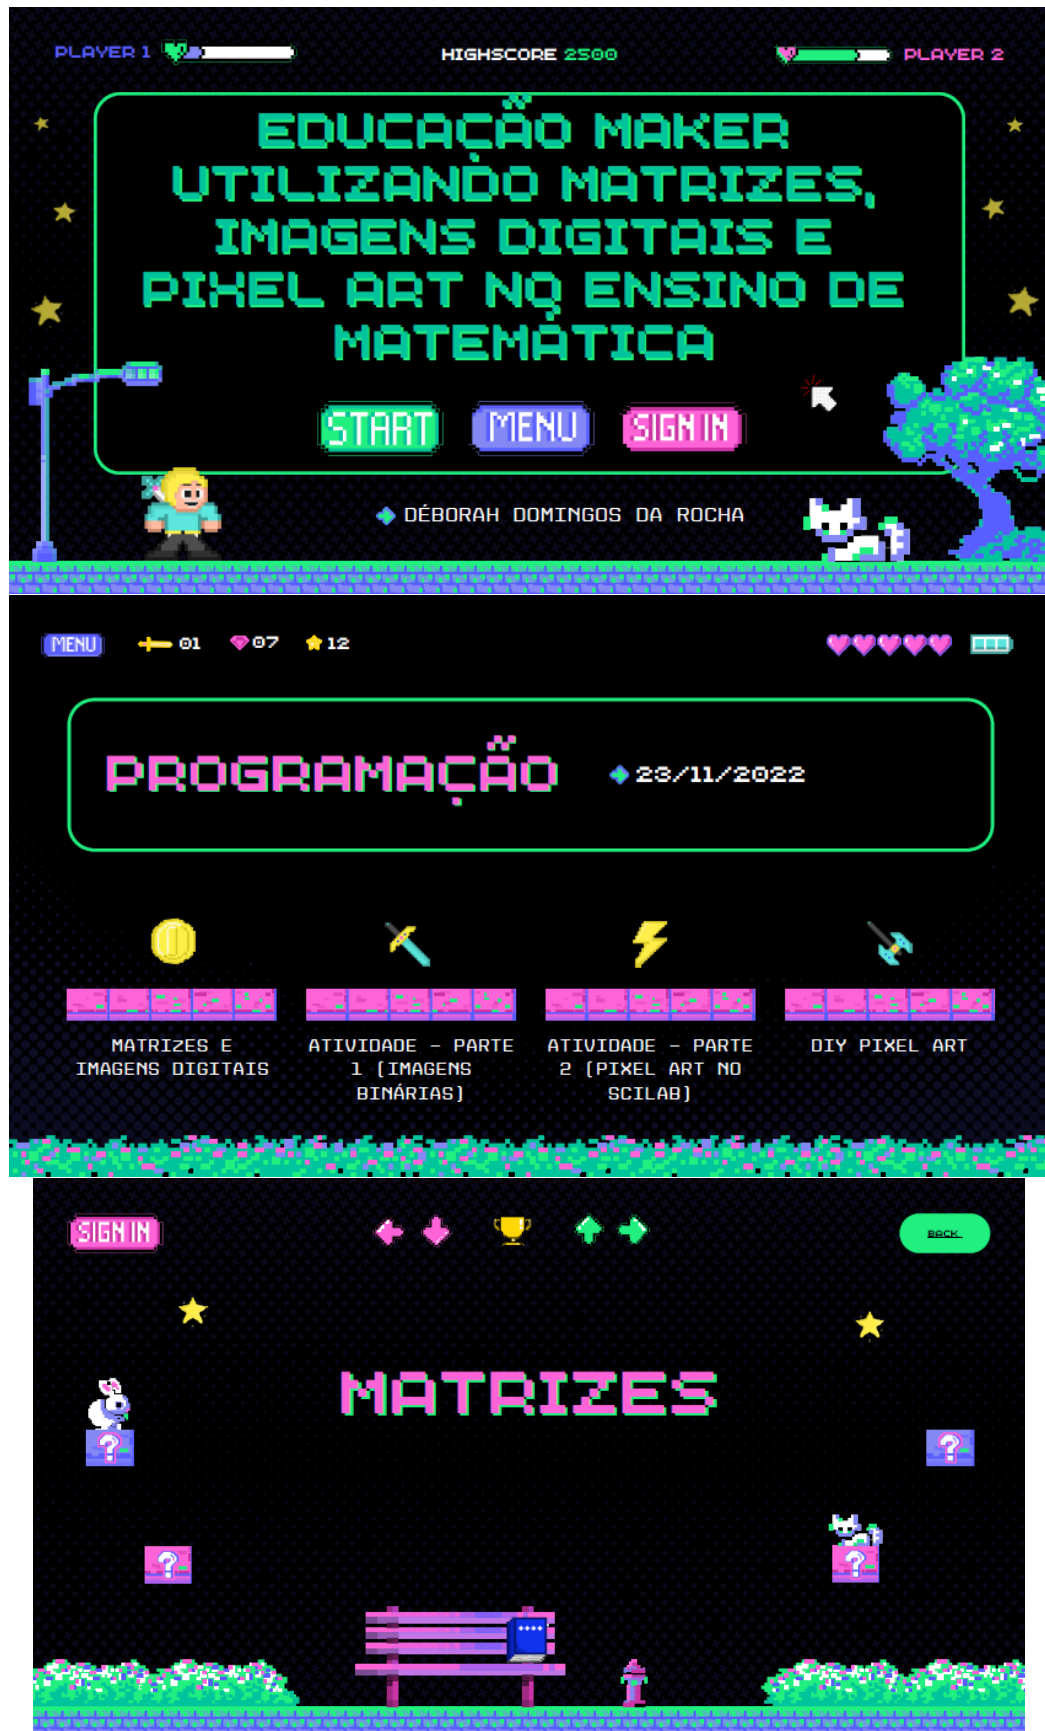 PLAYER 1
HIGHSCORE 2500
PLAYER 2
EDUCAÇÃO MAKER
UTILIZANDO MATRIZES,
IMAGENS DIGITAIS E
PIXEL ART NO ENSINO DE
MATEMÁTICA
START
MENU
SIGN IN
DÉBORAH DOMINGOS DA ROCHA
MENU
01
07
12
PROGRAMAÇÃO
23/11/2022
MATRIZES E
IMAGENS DIGITAIS
ATIVIDADE - PARTE
1 (IMAGENS
BINÁRIAS)
ATIVIDADE - PARTE
2 (PIXEL ART NO
SCILAB)
DIY PIXEL ART
SIGN IN
BACK
MATRIZES
?
?
?
?